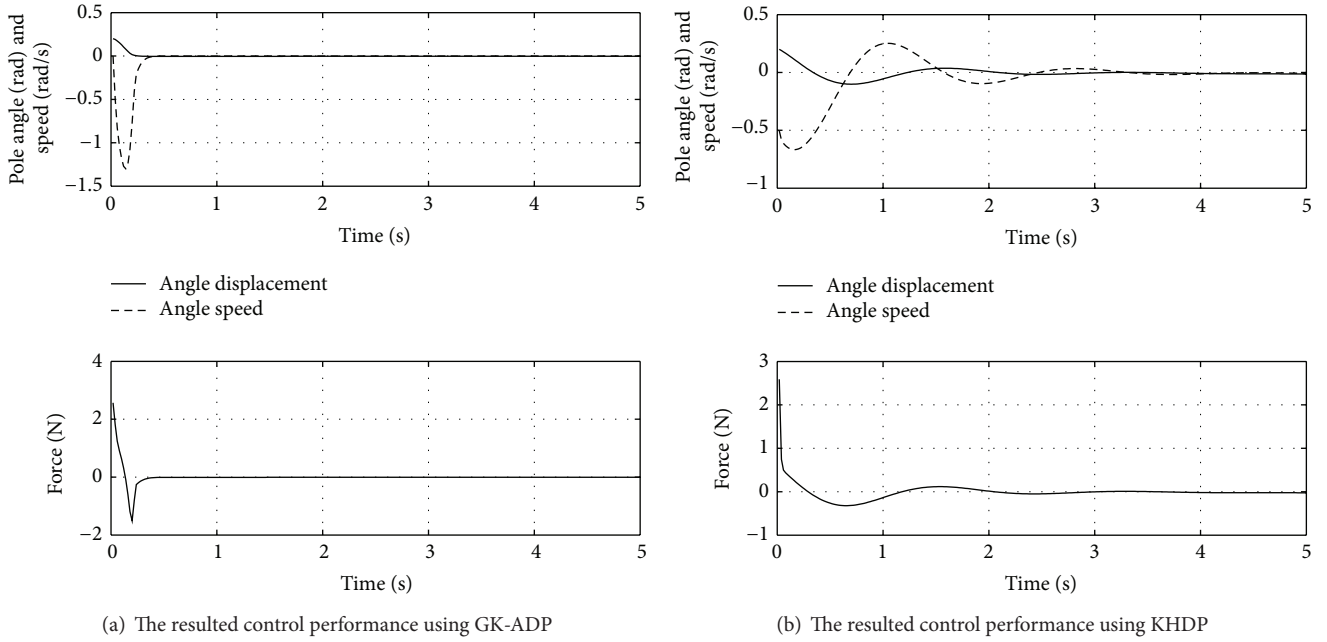 0.5
0
−0.5
−1
−1.5
Pole angle (rad) and
speed (rad/s)
0 1 2 3 4 5
Time (s)
Angle displacement
Angle speed
4
2
0
−2
Force (N)
0 1 2 3 4 5
Time (s)
(a) The resulted control performance using GK-ADP
0.5
0
−0.5
−1
Pole angle (rad) and
speed (rad/s)
0 1 2 3 4 5
Time (s)
Angle displacement
Angle speed
3
2
1
0
−1
Force (N)
0 1 2 3 4 5
Time (s)
(b) The resulted control performance using KHDP